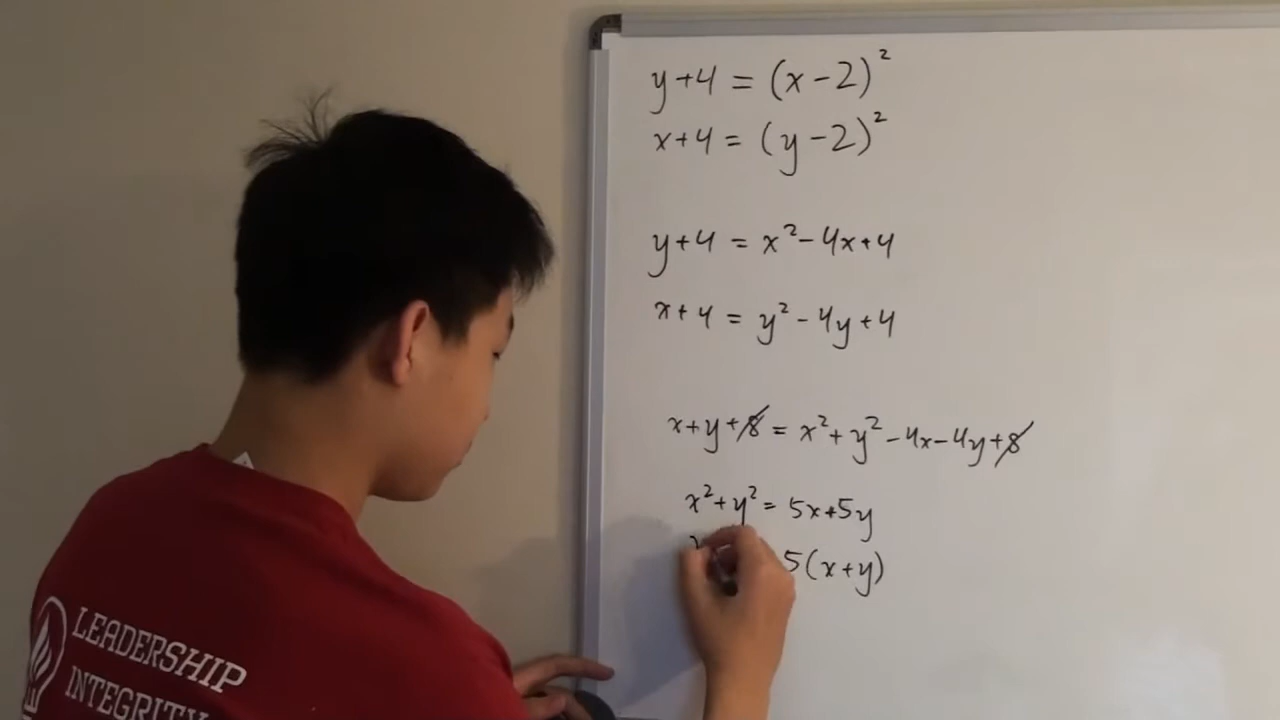 y+4 = (x-2)²
x+4 = (y-2)²
y+4 = x²-4x+4
x+4 = y²-4y+4
x+y+8 = x²+y²-4x-4y+8
x²+y² = 5x+5y
5(x+y)
LEADERSHIP
INTEGRITY